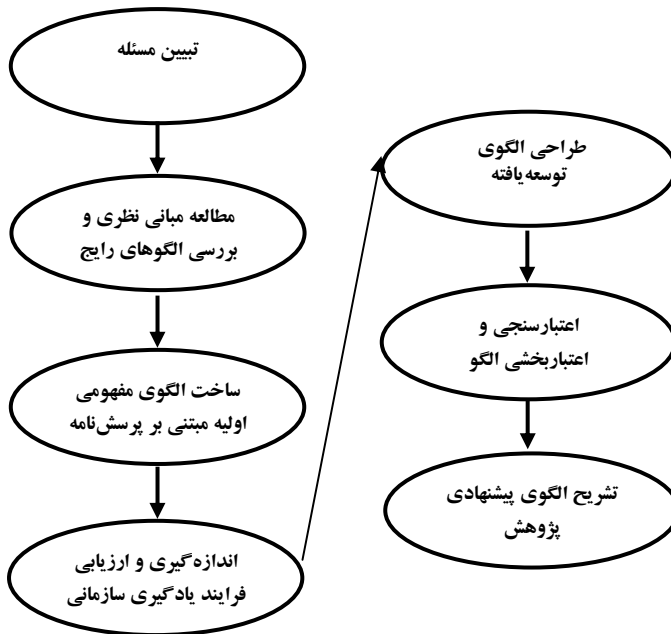 تبیین مسئله
مطالعه مبانی نظری و
بررسی الگوهای رایج
ساخت الگوی مفهومی
اولیه مبتنی بر پرسش‌نامه
اندازه‌گیری و ارزیابی
فرایند یادگیری سازمانی
طراحی الگوی
توسعه‌یافته
اعتبارسنجی و
اعتباربخشی الگو
تشریح الگوی پیشنهادی
پژوهش